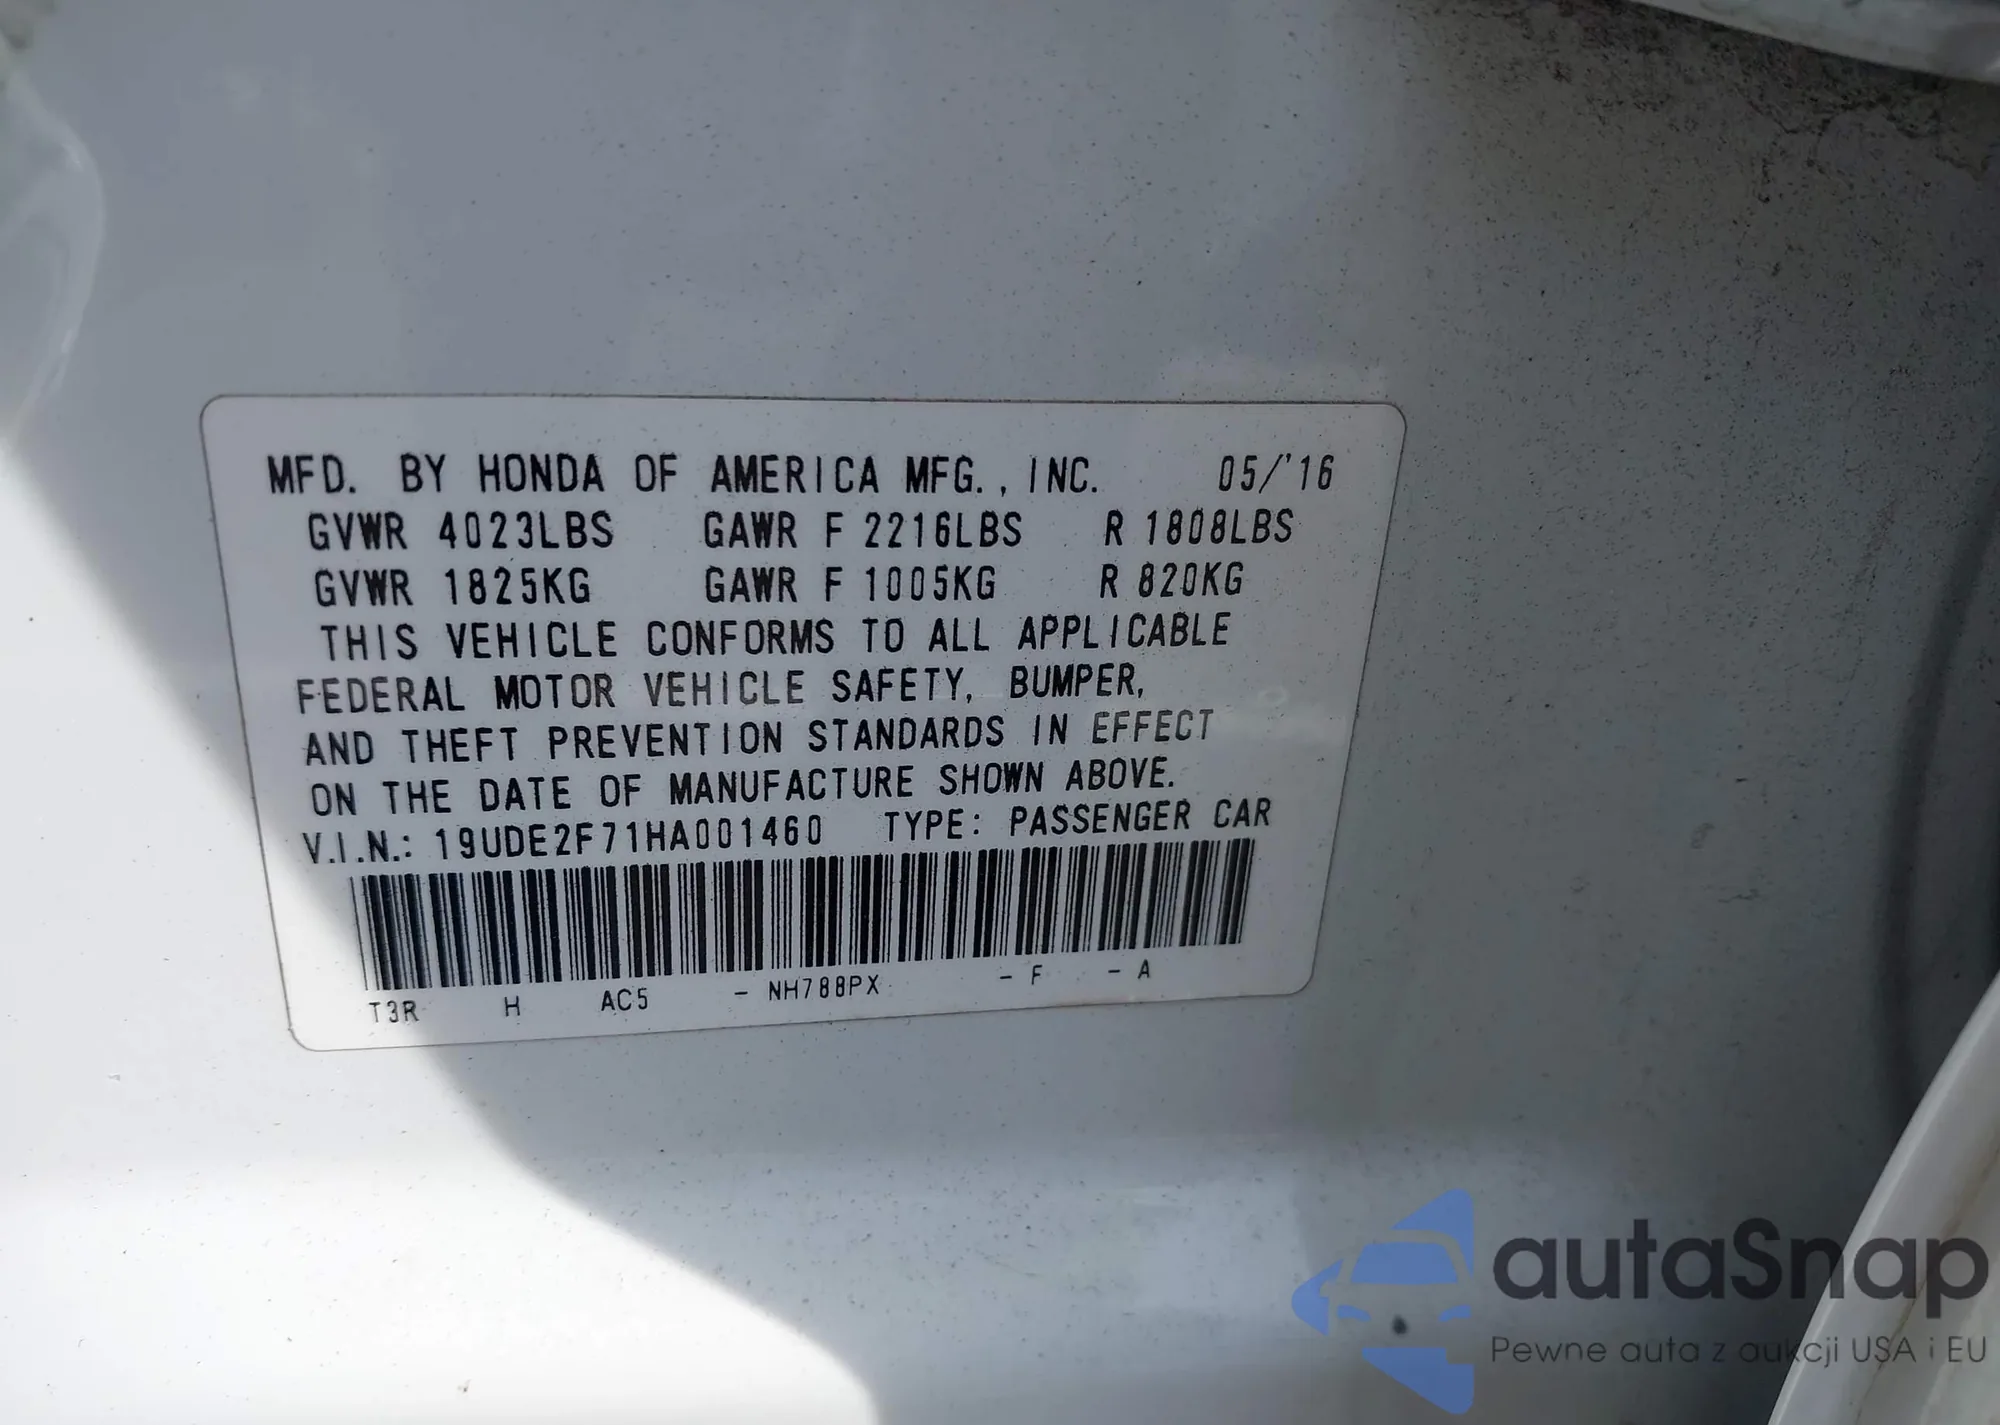 MFD. BY HONDA OF AMERICA MFG., INC. 05/'16
GVWR 4023LBS GAWR F 2216LBS R 1808LBS
GVWR 1825KG GAWR F 1005KG R 820KG
THIS VEHICLE CONFORMS TO ALL APPLICABLE
FEDERAL MOTOR VEHICLE SAFETY, BUMPER,
AND THEFT PREVENTION STANDARDS IN EFFECT
ON THE DATE OF MANUFACTURE SHOWN ABOVE.
V.I.N.: 19UDE2F71HA001460 TYPE: PASSENGER CAR
T3R H AC5 - NH788PX - F - A
autaSnap
Pewne auta z aukcji USA i EU